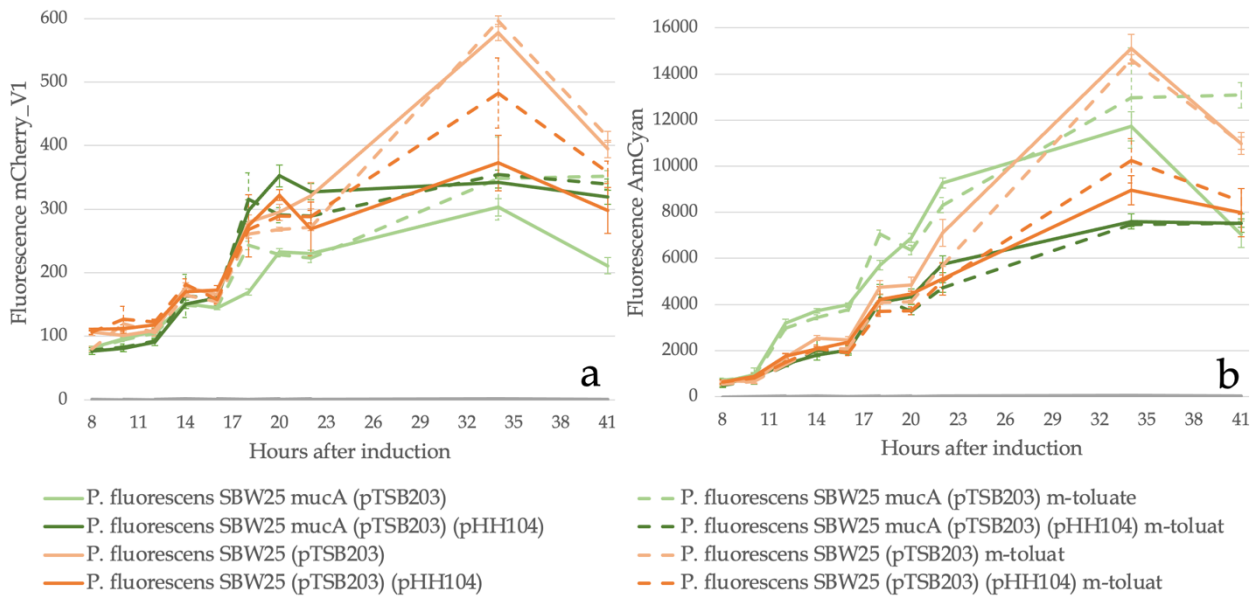 600
500
400
300
200
100
0
Fluorescence mCherry_V1
8 11 14 17 20 23 26 29 32 35 38 41
Hours after induction
a
16000
14000
12000
10000
8000
6000
4000
2000
0
Fluorescence AmCyan
8 11 14 17 20 23 26 29 32 35 38 41
Hours after induction
b
P. fluorescens SBW25 mucA (pTSB203)
P. fluorescens SBW25 mucA (pTSB203) (pHH104)
P. fluorescens SBW25 (pTSB203)
P. fluorescens SBW25 (pTSB203) (pHH104)
P. fluorescens SBW25 mucA (pTSB203) m-toluate
P. fluorescens SBW25 mucA (pTSB203) (pHH104) m-toluat
P. fluorescens SBW25 (pTSB203) m-toluat
P. fluorescens SBW25 (pTSB203) (pHH104) m-toluat